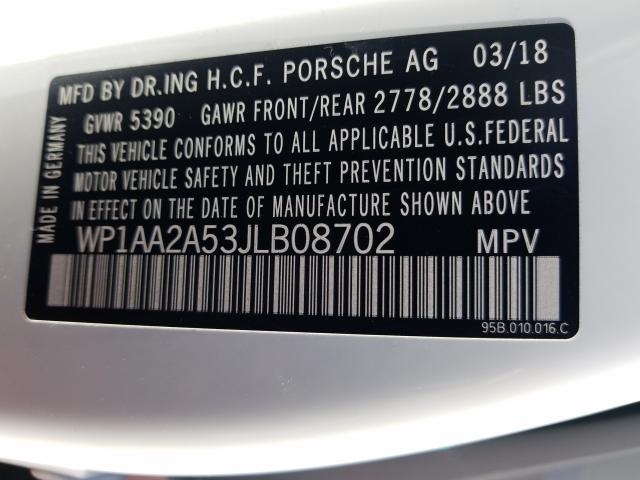 MADE IN GERMANY
MFD BY DR.ING H.C.F. PORSCHE AG 03/18
GVWR 5390 GAWR FRONT/REAR 2778/2888 LBS
THIS VEHICLE CONFORMS TO ALL APPLICABLE U.S.FEDERAL
MOTOR VEHICLE SAFETY AND THEFT PREVENTION STANDARDS
IN EFFECT ON THE DATE OF MANUFACTURE SHOWN ABOVE
WP1AA2A53JLB08702 MPV
95B.010.016.C